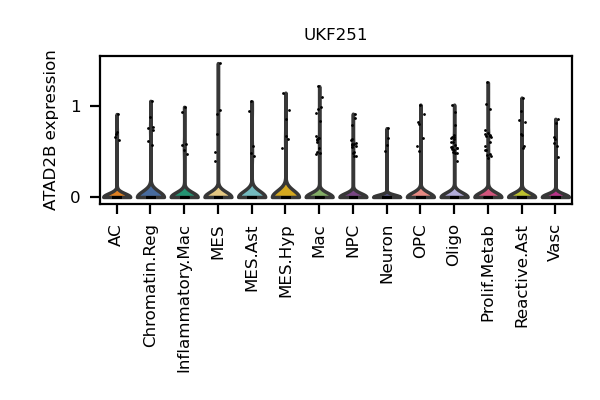 UKF251
ATAD2B expression
1
0
AC
Chromatin.Reg
Inflammatory.Mac
MES
MES.Ast
MES.Hyp
Mac
NPC
Neuron
OPC
Oligo
Prolif.Metab
Reactive.Ast
Vasc